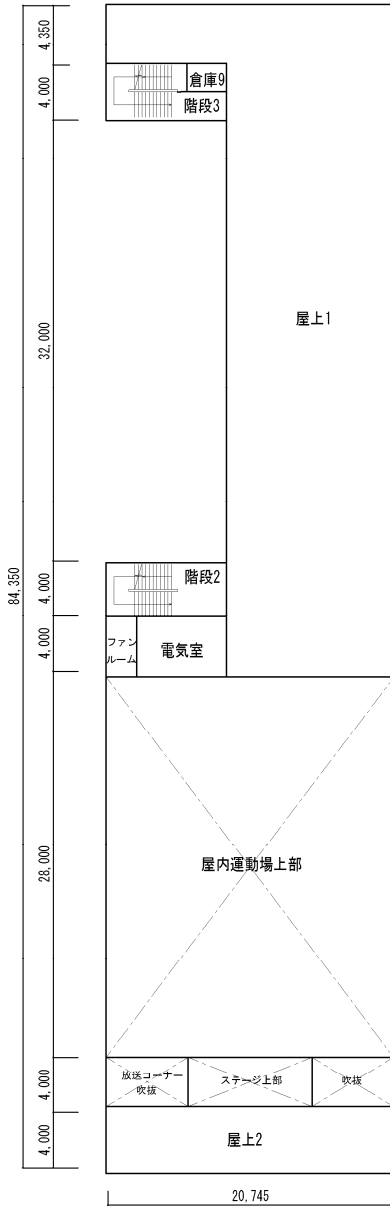 4,350
倉庫9
4,000
階段3
屋上1
32,000
階段2
4,000
84,350
ファン
ルーム
電気室
4,000
屋内運動場上部
28,000
放送コーナー
吹抜
ステージ上部
吹抜
4,000
屋上2
4,000
20,745